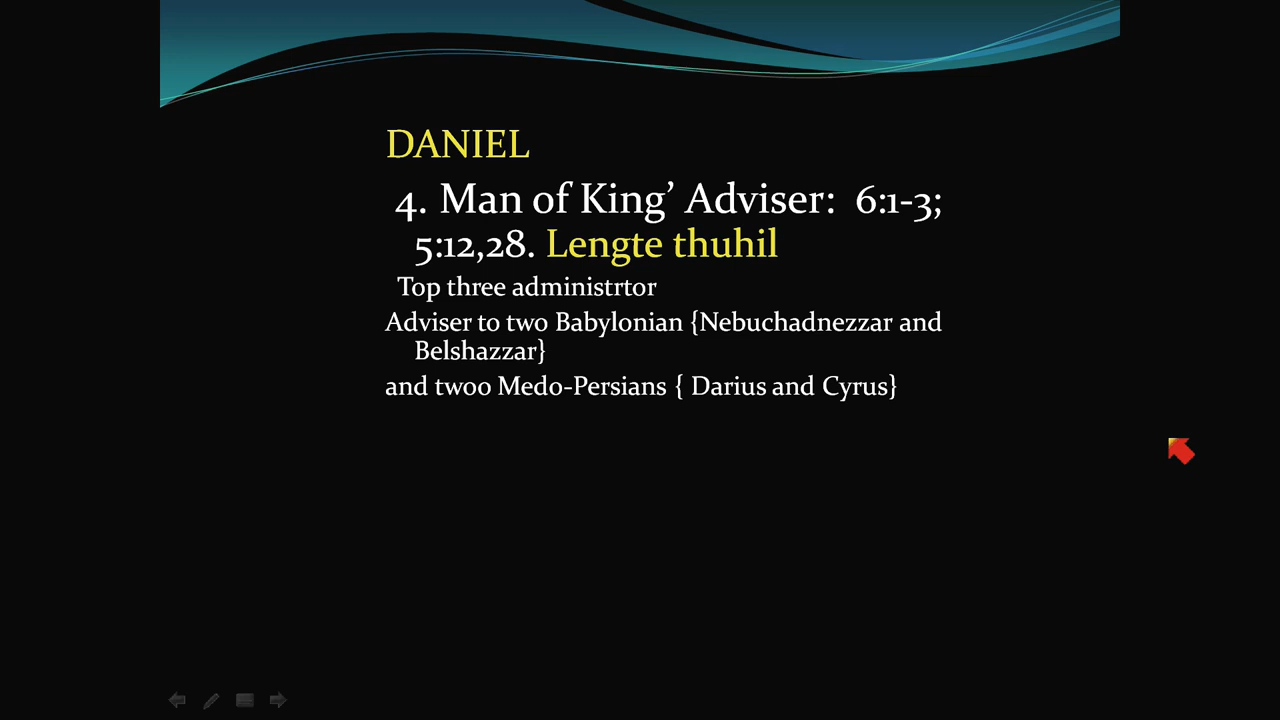 DANIEL
4. Man of King’ Adviser:  6:1-3;
5:12,28. Lengte thuhil
Top three administrtor
Adviser to two Babylonian {Nebuchadnezzar and
Belshazzar}
and twoo Medo-Persians { Darius and Cyrus}